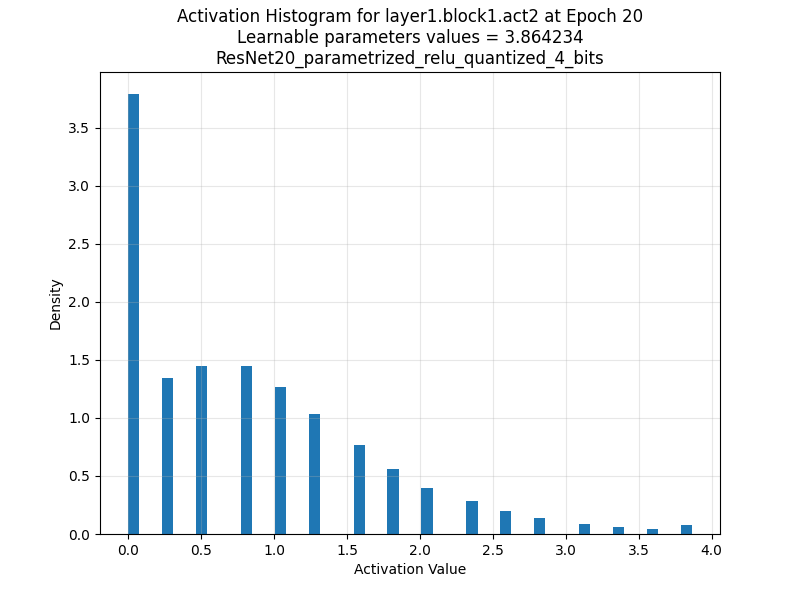 Activation Histogram for layer1.block1.act2 at Epoch 20
Learnable parameters values = 3.864234
ResNet20_parametrized_relu_quantized_4_bits
3.5
3.0
2.5
2.0
1.5
1.0
0.5
0.0
Density
0.0 0.5 1.0 1.5 2.0 2.5 3.0 3.5 4.0
Activation Value